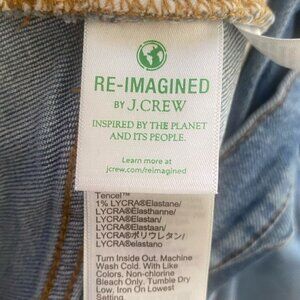 RE-IMAGINED
BY J.CREW
INSPIRED BY THE PLANET
AND ITS PEOPLE.
Learn more at
jcrew.com/reimagined
Tencel™
1% LYCRA®Elastane/
LYCRA®Elasthanne/
LYCRA®Elastan/
LYCRA®Elastaan/
LYCRA®ポリウレタン/
LYCRA®elastano
Turn Inside Out. Machine
Wash Cold. With Like
Colors. Non-chlorine
Bleach Only. Tumble Dry
Low. Iron On Lowest
Setting.